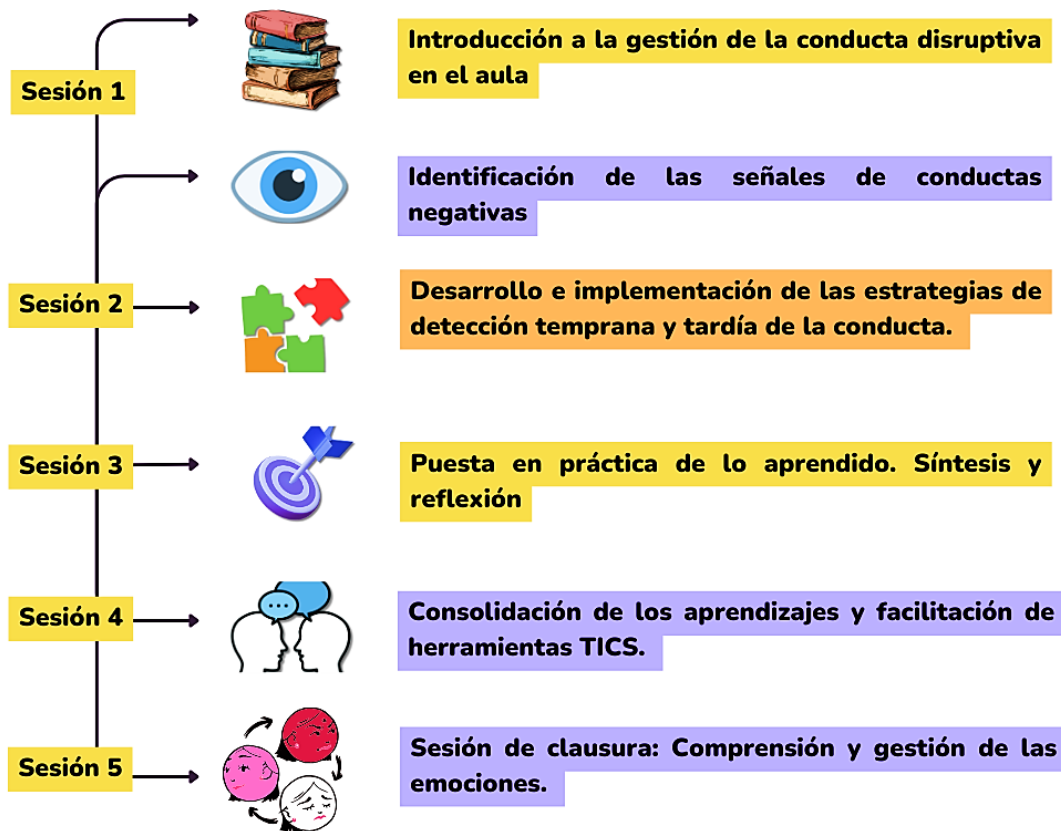 Sesión 1
Introducción a la gestión de la conducta disruptiva
en el aula
Identificación de las señales de conductas
negativas
Sesión 2
Desarrollo e implementación de las estrategias de
detección temprana y tardía de la conducta.
Sesión 3
Puesta en práctica de lo aprendido. Síntesis y
reflexión
Sesión 4
Consolidación de los aprendizajes y facilitación de
herramientas TICS.
Sesión 5
Sesión de clausura: Comprensión y gestión de las
emociones.